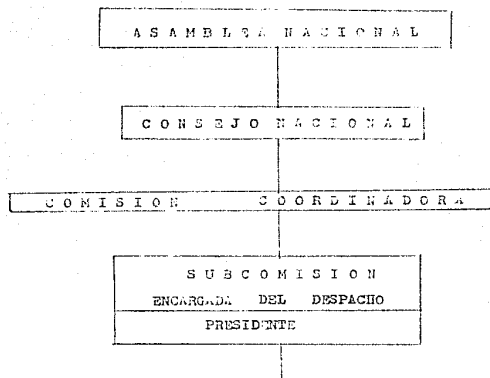 ASAMBLEA NACIONAL
CONSEJO NACIONAL
COMISION COORDINADORA
SUBCOMISION
ENCARGADA DEL DESPACHO
PRESIDENTE